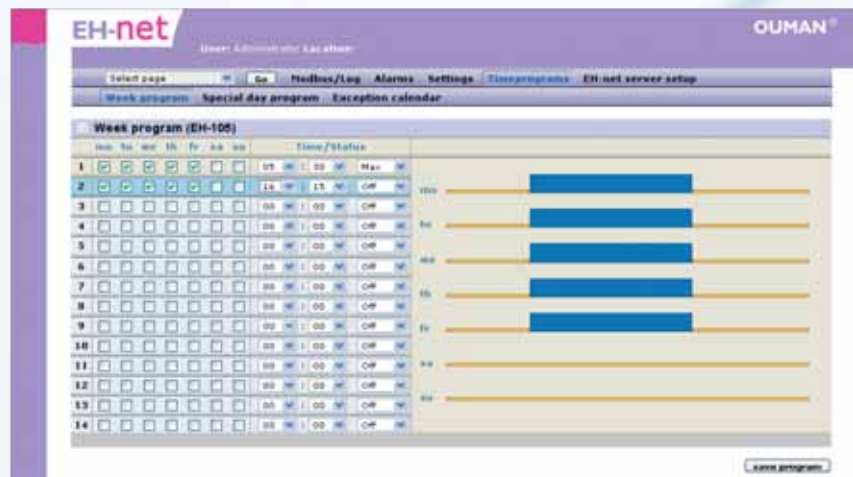 EH-net
OUMAN®
User: Administrator Location:
Select page Go Modbus/Log Alarms Settings Timeprograms EH-net server setup
Week program Special day program Exception calendar
Week program (EH-105)
mo tu we th fr sa su Time/Status
1 : Max
2 16 : 15 Off
3 00 : 00 Off
4 00 : 00 Off
5 00 : 00 Off
6 00 : 00 Off
7 00 : 00 Off
8 00 : 00 Off
9 00 : 00 Off
10 00 : 00 Off
11 00 : 00 Off
12 00 : 00 Off
13 00 : 00 Off
14 00 : 00 Off
mo
tu
we
th
fr
sa
su
save program